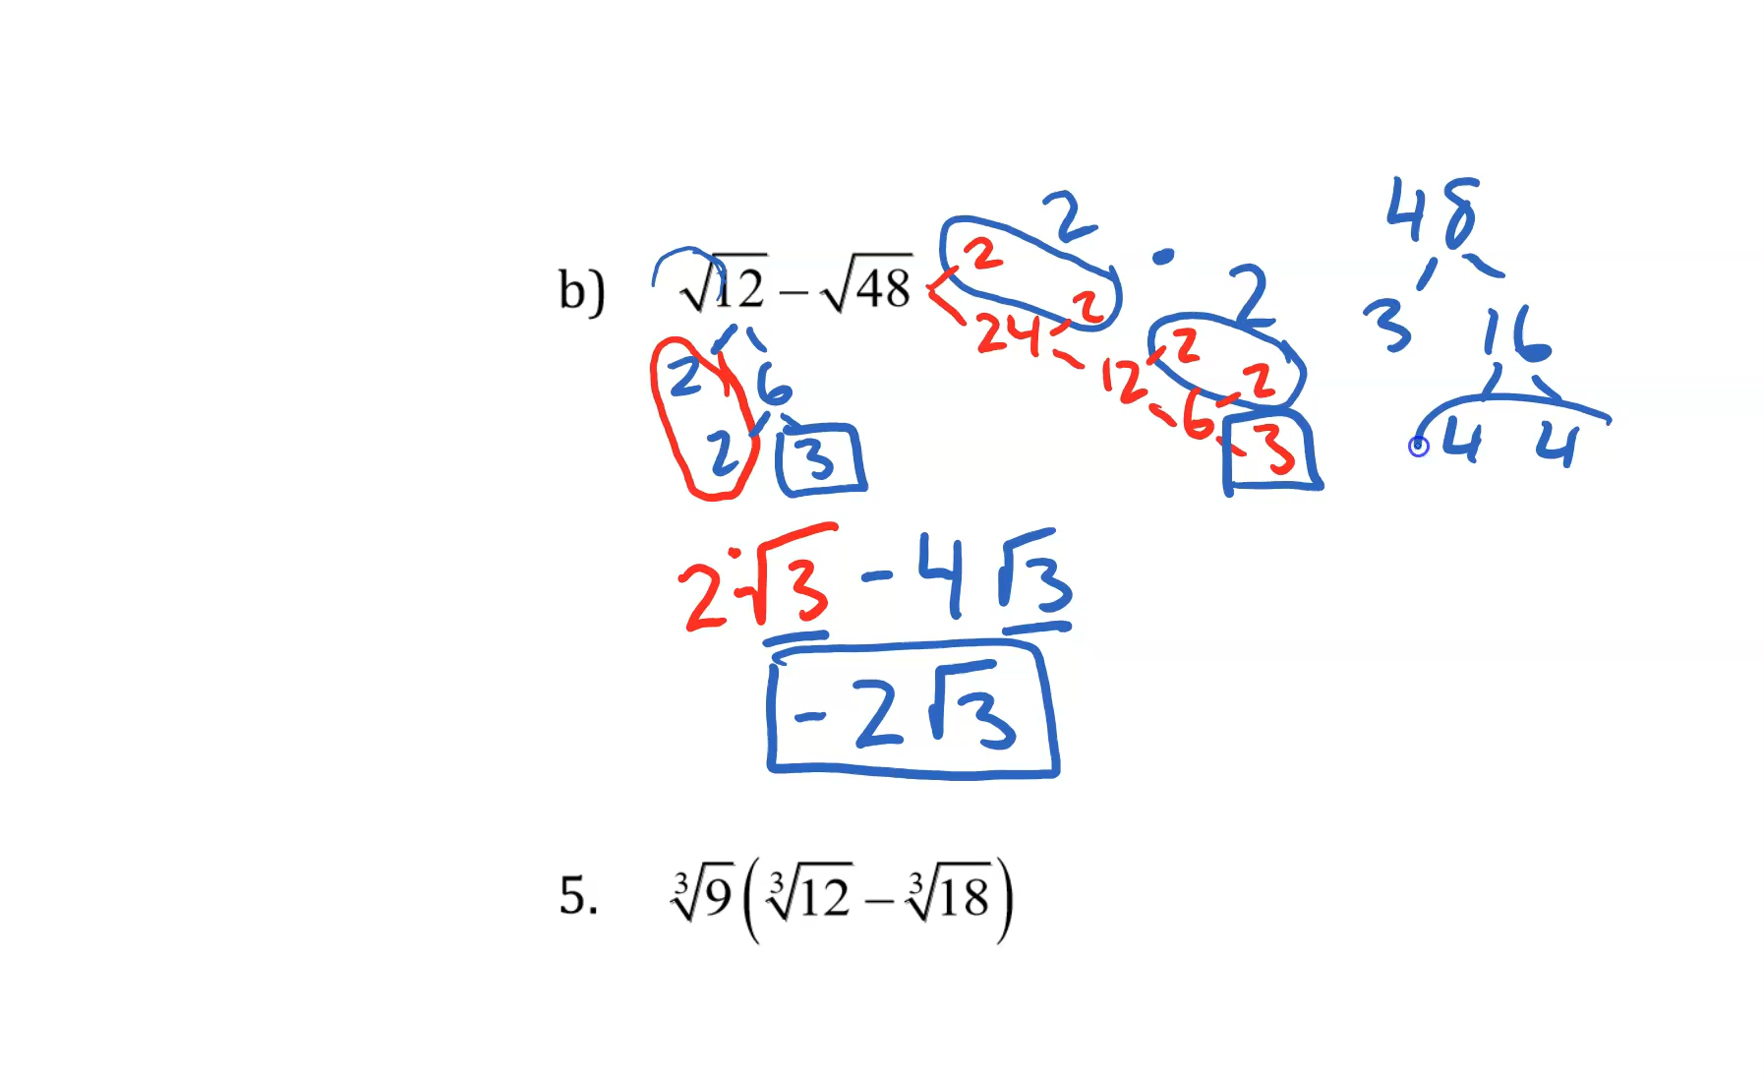 b) √12 – √48
2 6
2 3
2 · 2
2 2
24 12 2 2
6 3
48
3 16
4 4
2·√3 - 4√3
-2√3
5. ∛9(∛12 – ∛18)